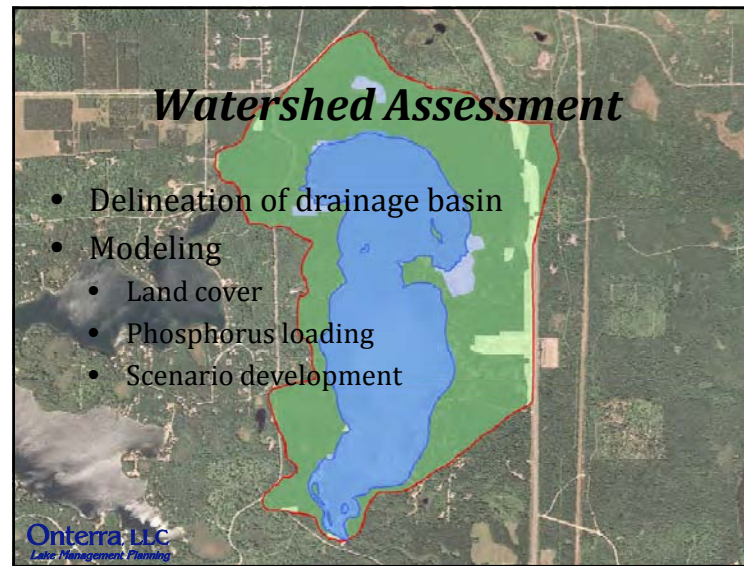 Watershed Assessment
• Delineation of drainage basin
• Modeling
• Land cover
• Phosphorus loading
• Scenario development
Onterra, LLC
Lake Management Planning